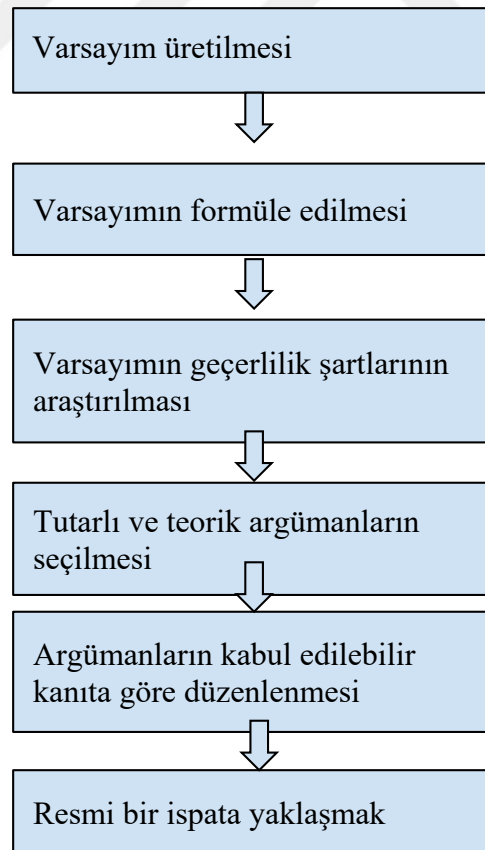 Varsayım üretilmesi
Varsayımın formüle edilmesi
Varsayımın geçerlilik şartlarının
araştırılması
Tutarlı ve teorik argümanların
seçilmesi
Argümanların kabul edilebilir
kanıta göre düzenlenmesi
Resmi bir ispata yaklaşmak